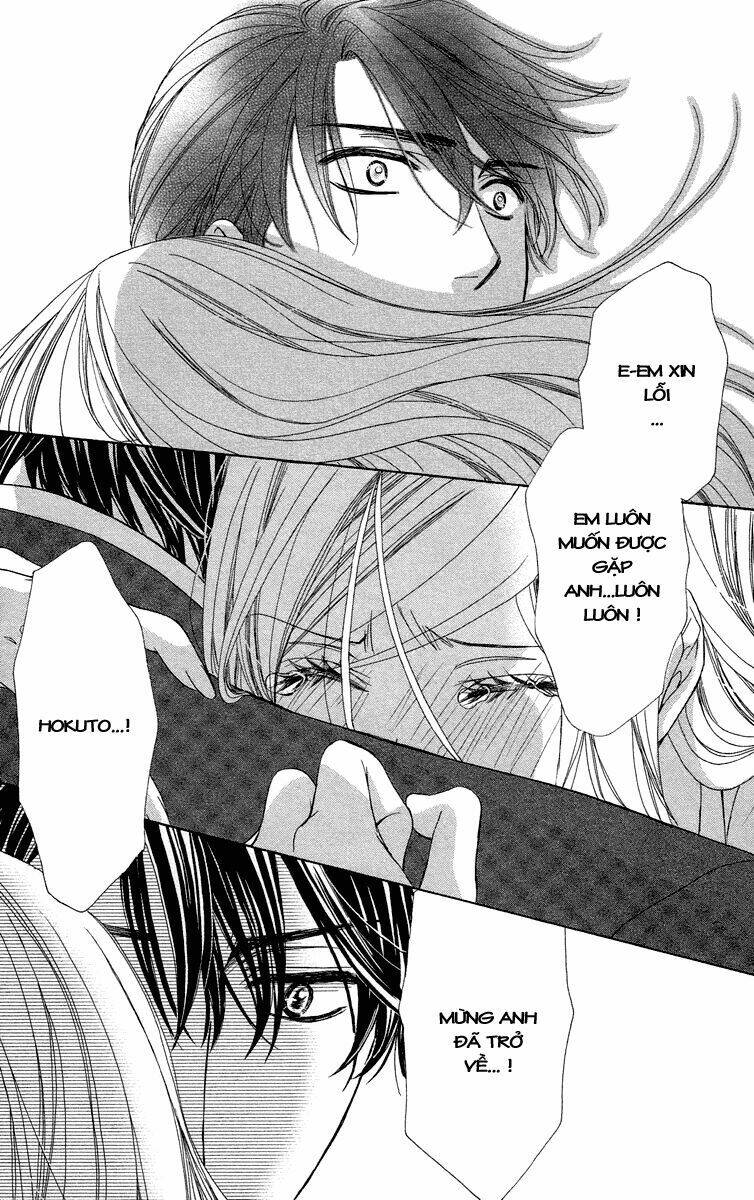 E-EM XIN
LỖI
...
EM LUÔN
MUỐN ĐƯỢC
GẶP
ANH...LUÔN
LUÔN !
HOKUTO...!
MỪNG ANH
ĐÃ TRỞ
VỀ... !